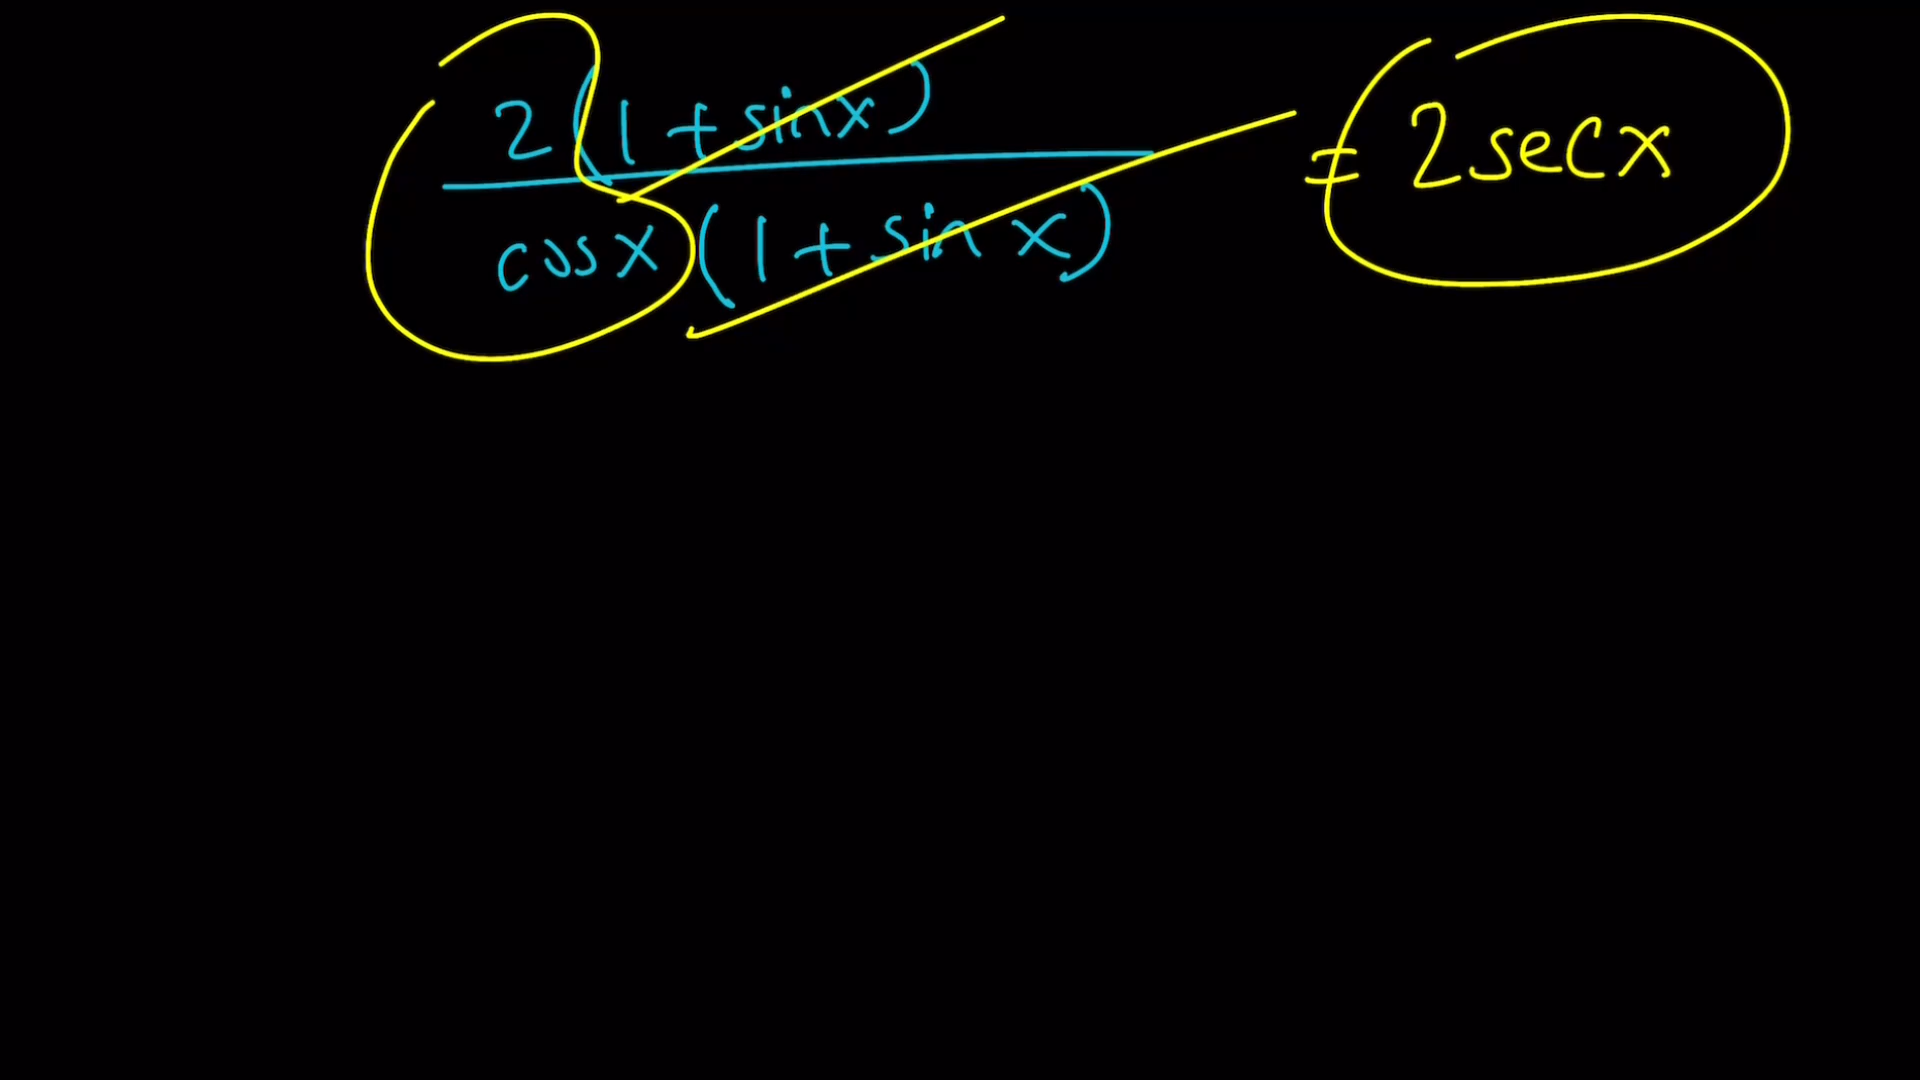 2(1+sinx)
cosx(1+sinx)
= 2secx